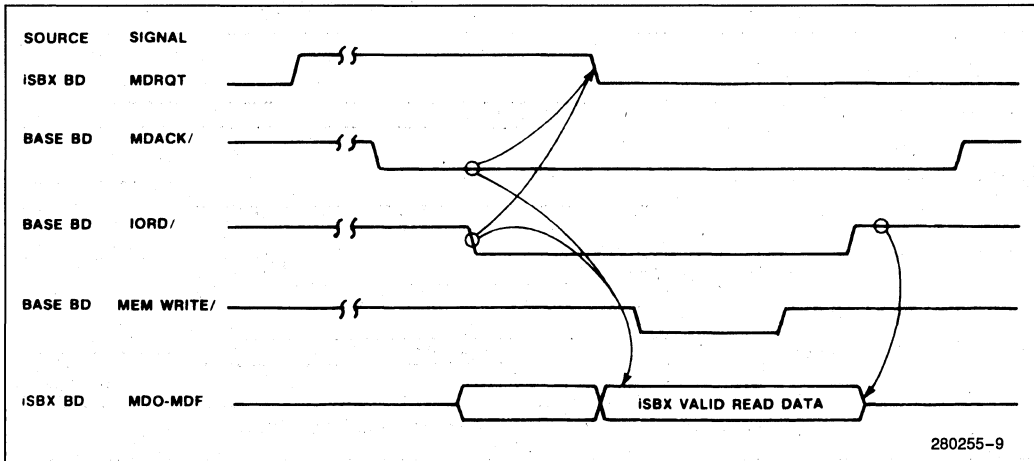 SOURCE SIGNAL
iSBX BD MDRQT
BASE BD MDACK/
BASE BD IORD/
BASE BD MEM WRITE/
iSBX BD MDO-MDF
iSBX VALID READ DATA
280255-9